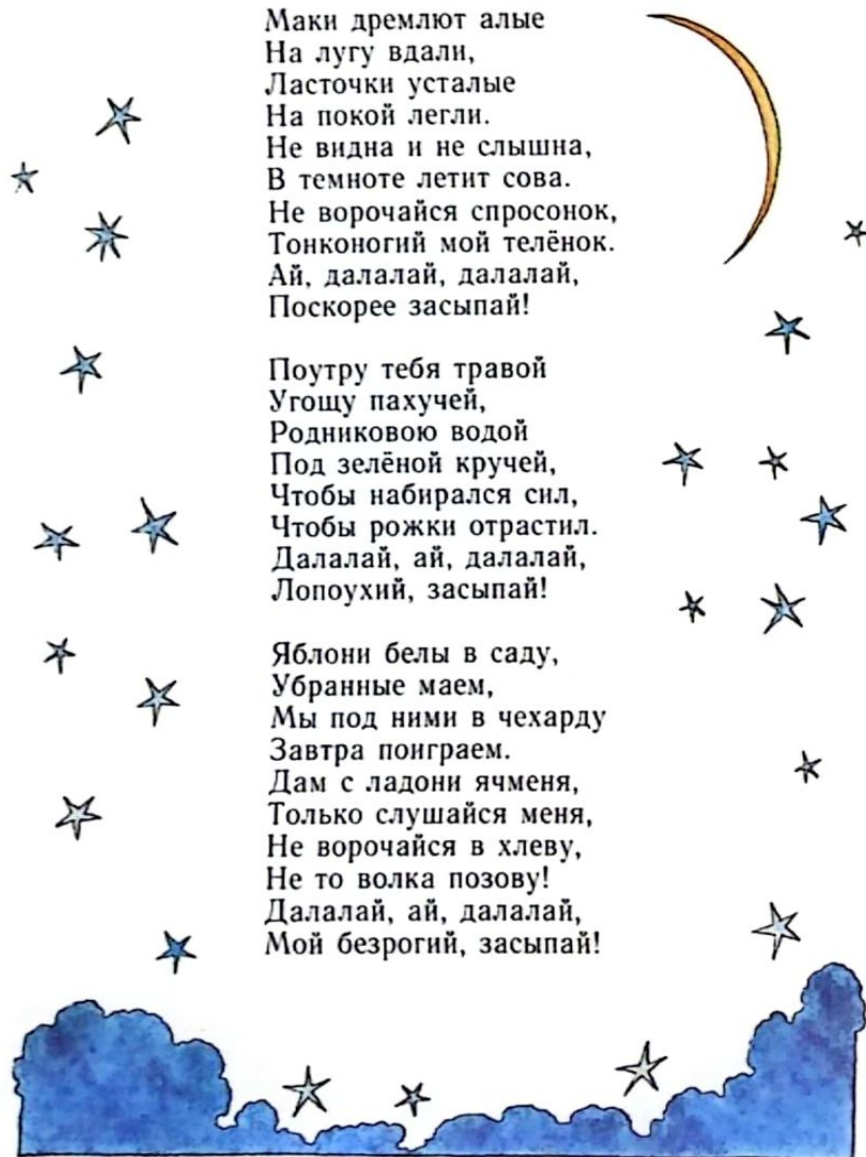 Маки дремлют алые
На лугу вдали,
Ласточки усталые
На покой легли.
Не видна и не слышна,
В темноте летит сова.
Не ворочайся спросонок,
Тонконогий мой телёнок.
Ай, далалай, далалай,
Поскорее засыпай!

Поутру тебя травой
Угощу пахучей,
Родниковою водой
Под зелёной кручей,
Чтобы набирался сил,
Чтобы рожки отрастил.
Далалай, ай, далалай,
Лопоухий, засыпай!

Яблони белы в саду,
Убранные маем,
Мы под ними в чехарду
Завтра поиграем.
Дам с ладони ячменя,
Только слушайся меня,
Не ворочайся в хлеву,
Не то волка позову!
Далалай, ай, далалай,
Мой безрогий, засыпай!